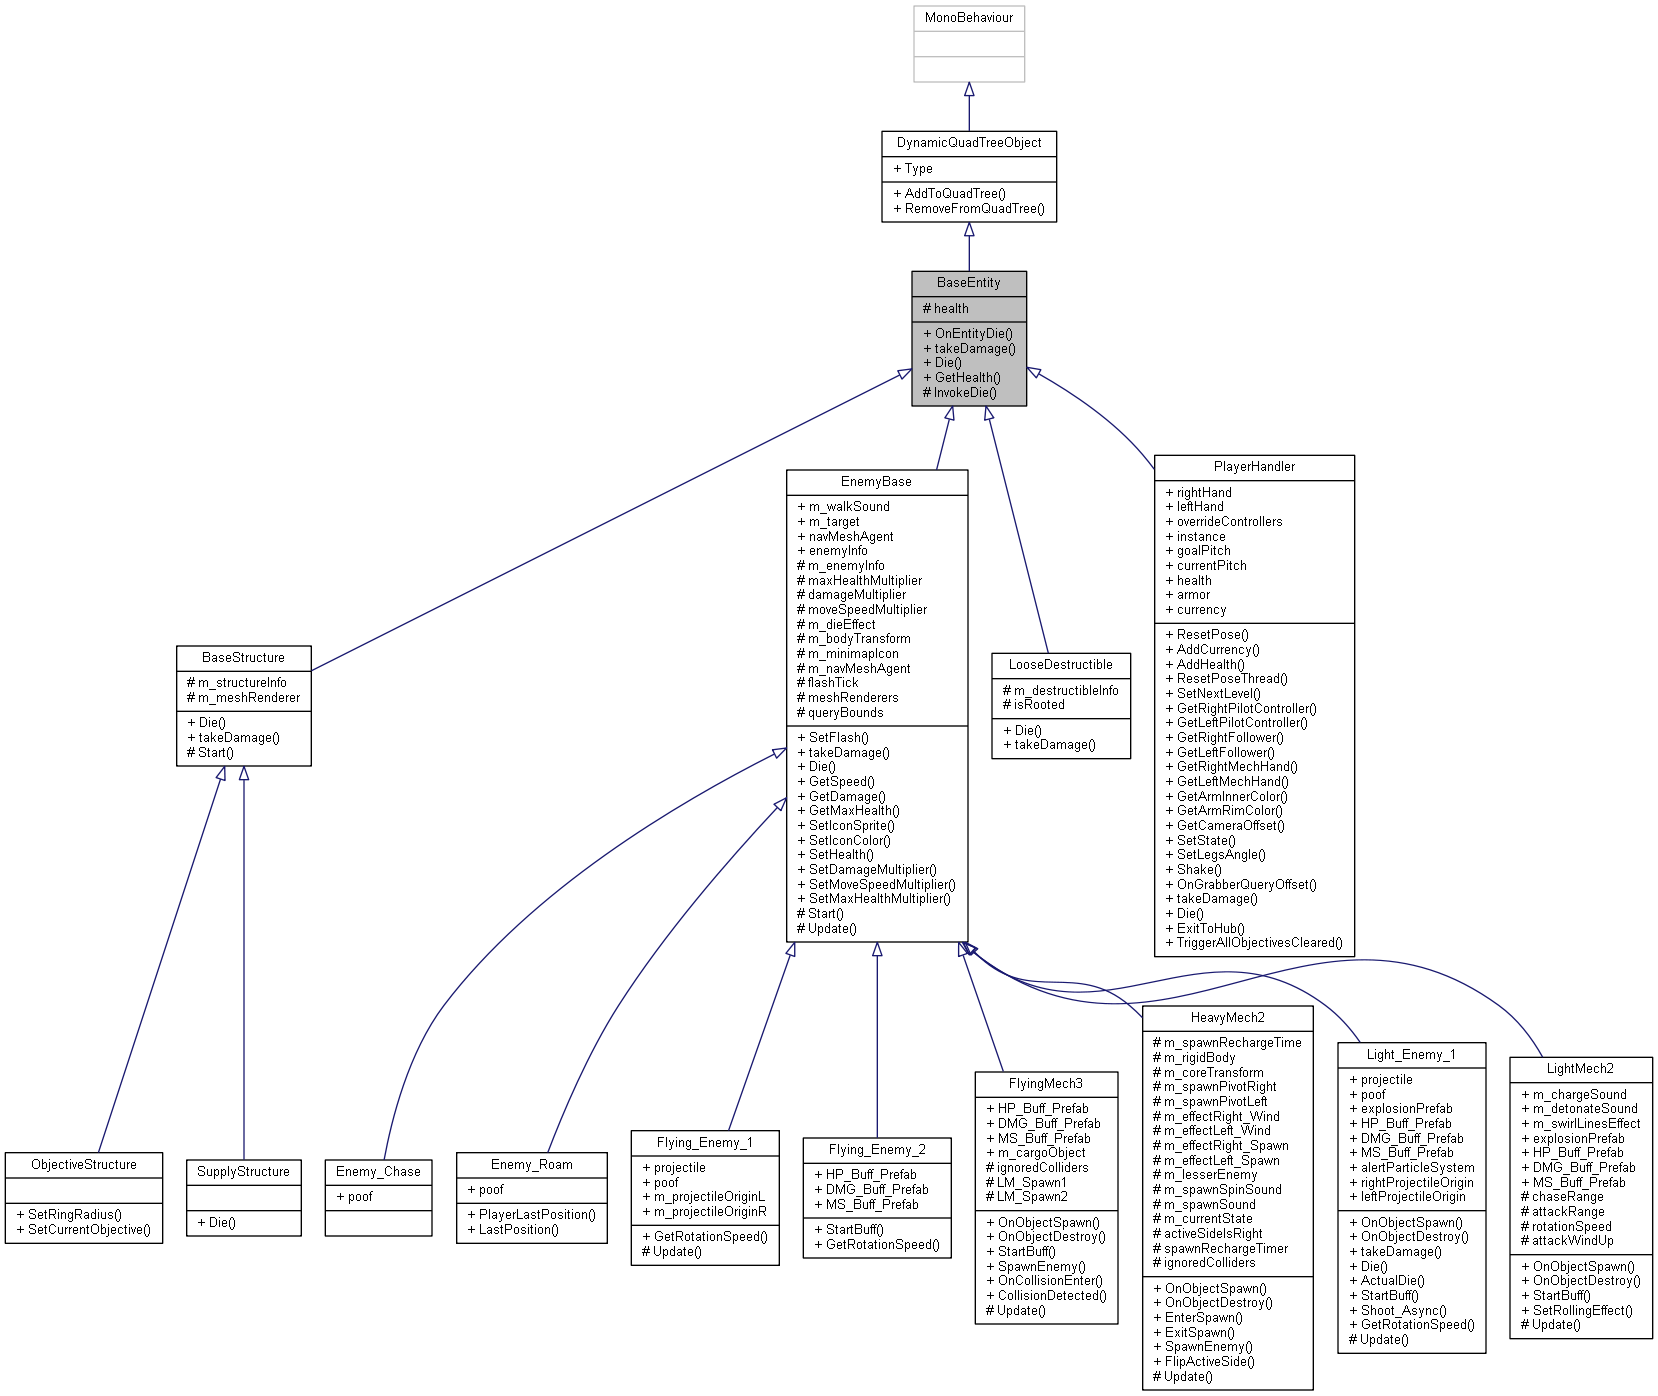 MonoBehaviour
DynamicQuadTreeObject
+ Type
+ AddToQuadTree()
+ RemoveFromQuadTree()
BaseEntity
# health
+ OnEntityDie()
+ takeDamage()
+ Die()
+ GetHealth()
# InvokeDie()
BaseStructure
# m_structureInfo
# m_meshRenderer
+ Die()
+ takeDamage()
# Start()
EnemyBase
+ m_walkSound
+ m_target
+ navMeshAgent
+ enemyInfo
# m_enemyInfo
# maxHealthMultiplier
# damageMultiplier
# moveSpeedMultiplier
# m_dieEffect
# m_bodyTransform
# m_minimapIcon
# m_navMeshAgent
# flashTick
# meshRenderers
# queryBounds
+ SetFlash()
+ takeDamage()
+ Die()
+ GetSpeed()
+ GetDamage()
+ GetMaxHealth()
+ SetIconSprite()
+ SetIconColor()
+ SetHealth()
+ SetDamageMultiplier()
+ SetMoveSpeedMultiplier()
+ SetMaxHealthMultiplier()
# Start()
# Update()
LooseDestructible
# m_destructibleInfo
# isRooted
+ Die()
+ takeDamage()
PlayerHandler
+ rightHand
+ leftHand
+ overrideControllers
+ instance
+ goalPitch
+ currentPitch
+ health
+ armor
+ currency
+ ResetPose()
+ AddCurrency()
+ AddHealth()
+ ResetPoseThread()
+ SetNextLevel()
+ GetRightPilotController()
+ GetLeftPilotController()
+ GetRightFollower()
+ GetLeftFollower()
+ GetRightMechHand()
+ GetLeftMechHand()
+ GetArmInnerColor()
+ GetArmRimColor()
+ GetCameraOffset()
+ SetState()
+ SetLegsAngle()
+ Shake()
+ OnGrabberQueryOffset()
+ takeDamage()
+ Die()
+ ExitToHub()
+ TriggerAllObjectivesCleared()
ObjectiveStructure
+ SetRingRadius()
+ SetCurrentObjective()
SupplyStructure
+ Die()
Enemy_Chase
+ poof
Enemy_Roam
+ poof
+ PlayerLastPosition()
+ LastPosition()
Flying_Enemy_1
+ projectile
+ poof
+ m_projectileOriginL
+ m_projectileOriginR
+ GetRotationSpeed()
# Update()
Flying_Enemy_2
+ HP_Buff_Prefab
+ DMG_Buff_Prefab
+ MS_Buff_Prefab
+ StartBuff()
+ GetRotationSpeed()
FlyingMech3
+ HP_Buff_Prefab
+ DMG_Buff_Prefab
+ MS_Buff_Prefab
+ m_cargoObject
# ignoredColliders
# LM_Spawn1
# LM_Spawn2
+ OnObjectSpawn()
+ OnObjectDestroy()
+ StartBuff()
+ SpawnEnemy()
+ OnCollisionEnter()
+ CollisionDetected()
# Update()
HeavyMech2
# m_spawnRechargeTime
# m_rigidBody
# m_coreTransform
# m_spawnPivotRight
# m_spawnPivotLeft
# m_effectRight_Wind
# m_effectLeft_Wind
# m_effectRight_Spawn
# m_effectLeft_Spawn
# m_lesserEnemy
# m_spawnSpinSound
# m_spawnSound
# m_currentState
# activeSideIsRight
# spawnRechargeTimer
# ignoredColliders
+ OnObjectSpawn()
+ OnObjectDestroy()
+ EnterSpawn()
+ ExitSpawn()
+ SpawnEnemy()
+ FlipActiveSide()
# Update()
Light_Enemy_1
+ projectile
+ poof
+ explosionPrefab
+ HP_Buff_Prefab
+ DMG_Buff_Prefab
+ MS_Buff_Prefab
+ alertParticleSystem
+ rightProjectileOrigin
+ leftProjectileOrigin
+ OnObjectSpawn()
+ OnObjectDestroy()
+ takeDamage()
+ Die()
+ ActualDie()
+ StartBuff()
+ Shoot_Async()
+ GetRotationSpeed()
# Update()
LightMech2
+ m_chargeSound
+ m_detonateSound
+ m_swirlLinesEffect
+ explosionPrefab
+ HP_Buff_Prefab
+ DMG_Buff_Prefab
+ MS_Buff_Prefab
# chaseRange
# attackRange
# rotationSpeed
# attackWindUp
+ OnObjectSpawn()
+ OnObjectDestroy()
+ StartBuff()
+ SetRollingEffect()
# Update()